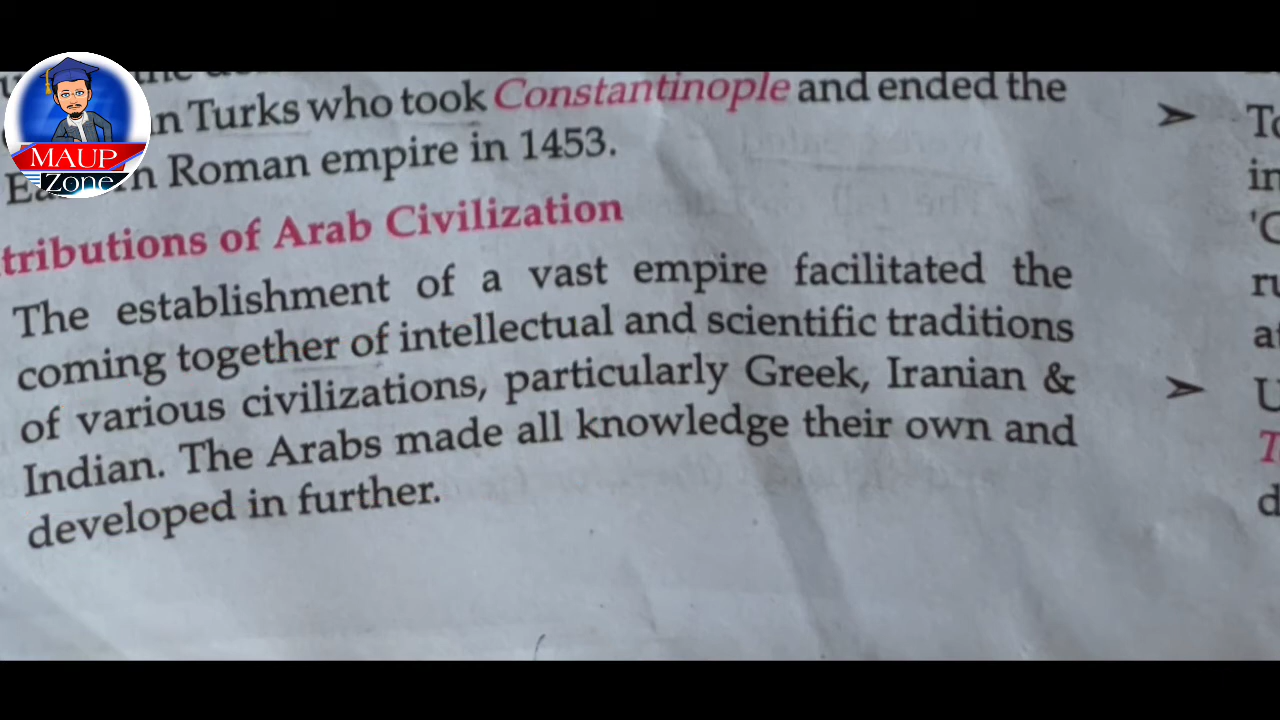 MAUP
Zone
n Turks who took Constantinople and ended the
Roman empire in 1453.
tributions of Arab Civilization
The establishment of a vast empire facilitated the
coming together of intellectual and scientific traditions
of various civilizations, particularly Greek, Iranian &
Indian. The Arabs made all knowledge their own and
developed in further.